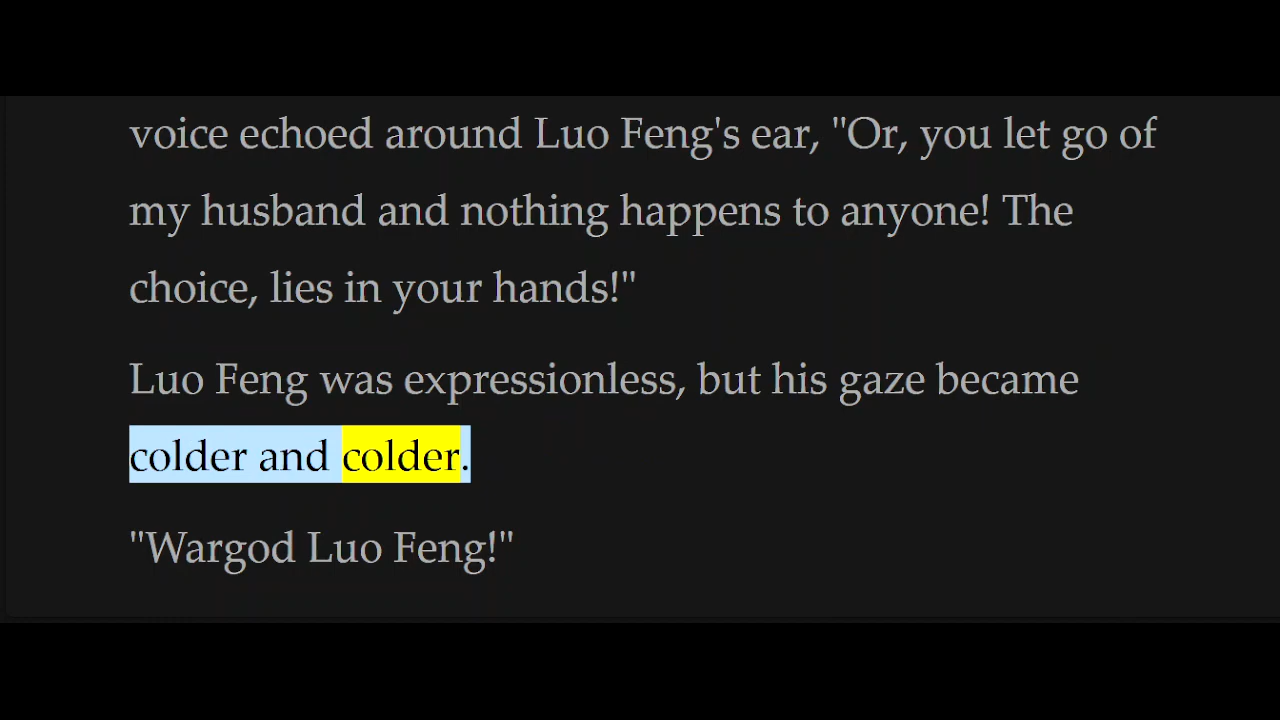 voice echoed around Luo Feng's ear, "Or, you let go of
my husband and nothing happens to anyone! The
choice, lies in your hands!"
Luo Feng was expressionless, but his gaze became
colder and colder.
"Wargod Luo Feng!"